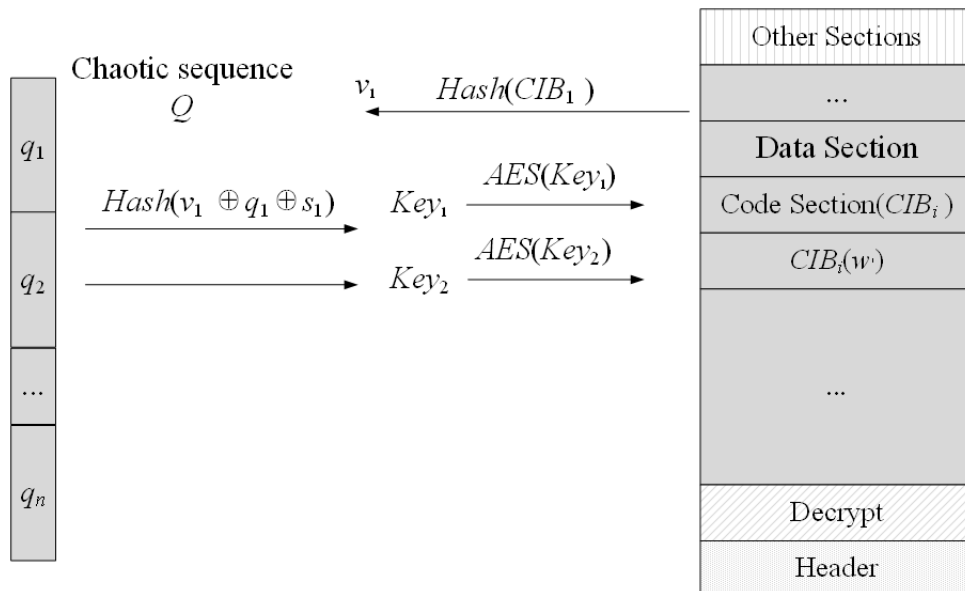 Chaotic sequence
Q
q₁
q₂
...
qₙ
v₁
Hash(CIB₁)
Hash(v₁ ⊕ q₁ ⊕ s₁)
Key₁
AES(Key₁)
Key₂
AES(Key₂)
Other Sections
...
Data Section
Code Section(CIBᵢ)
CIBᵢ(w')
...
Decrypt
Header